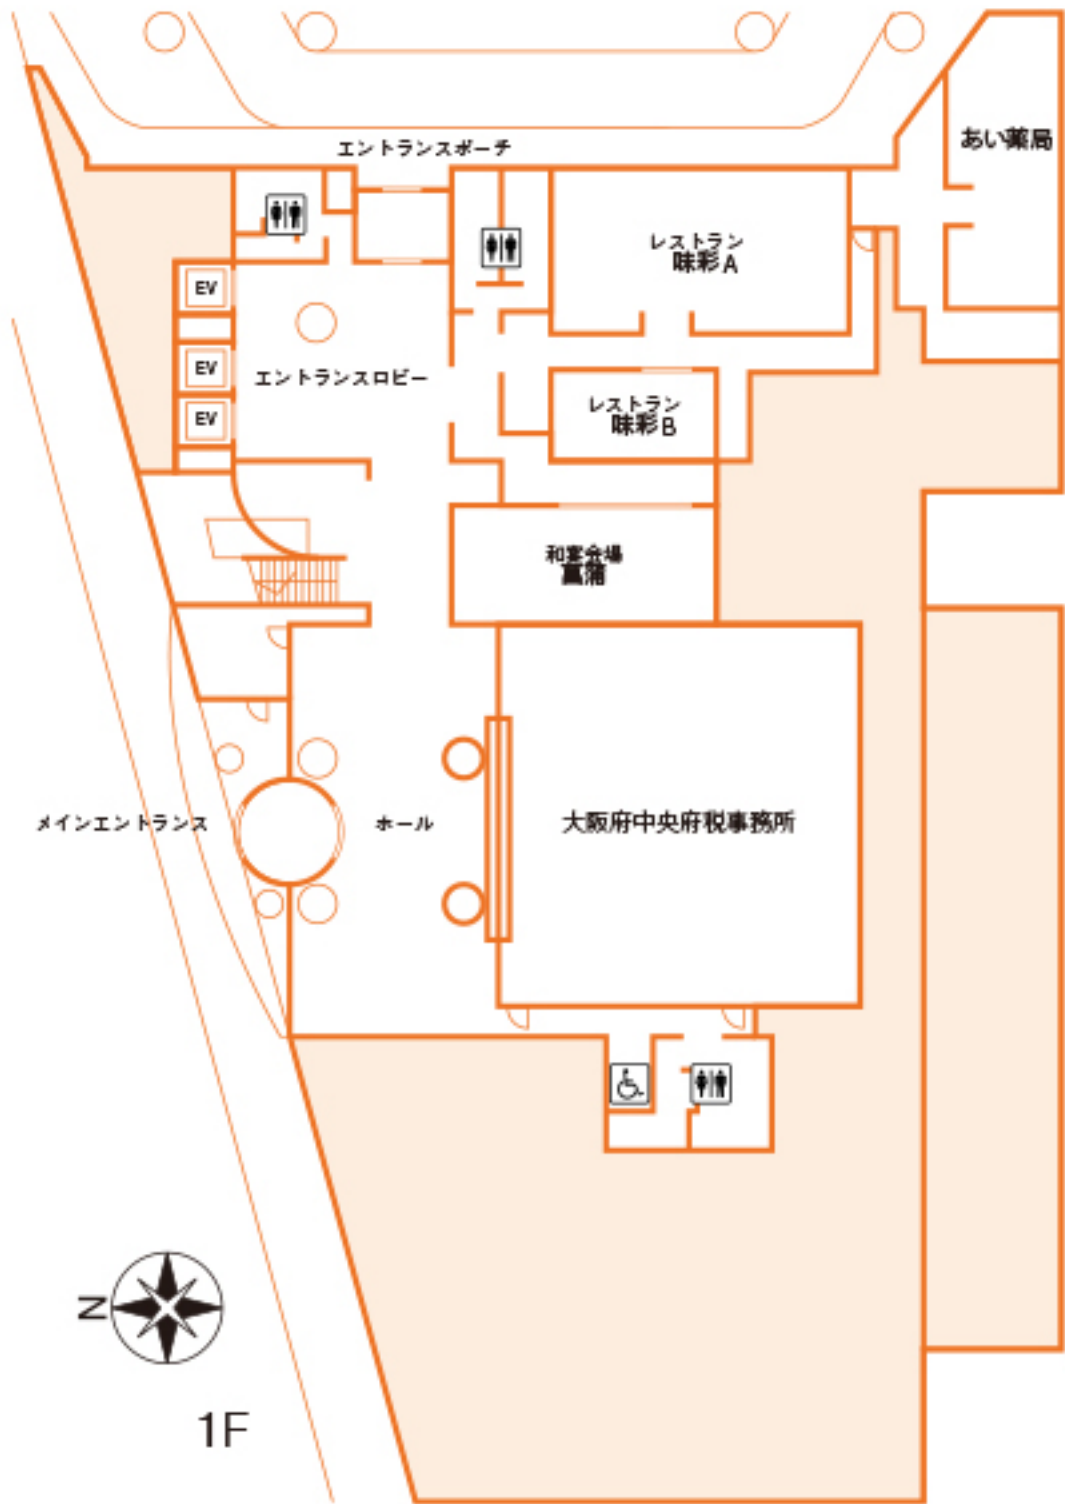 エントランスポーチ
あい薬局
レストラン
味彩A
EV
EV
EV
エントランスロビー
レストラン
味彩B
和宴会場
菖蒲
メインエントランス
ホール
大阪府中央府税事務所
N
1F